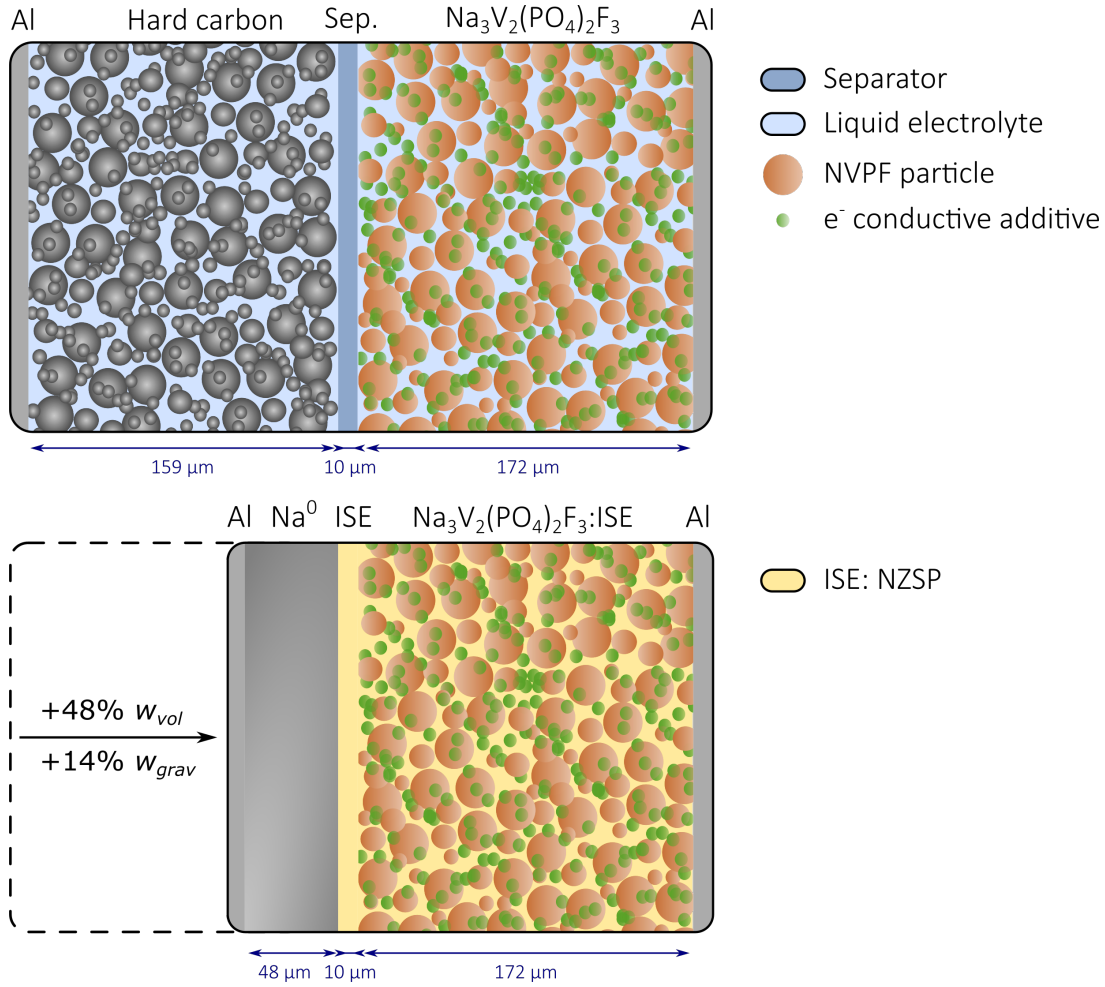 Al Hard carbon Sep. Na₃V₂(PO₄)₂F₃ Al
Separator
Liquid electrolyte
NVPF particle
e⁻ conductive additive
159 µm 10 µm 172 µm
Al Na⁰ ISE Na₃V₂(PO₄)₂F₃:ISE Al
ISE: NZSP
+48% w_vol
+14% w_grav
48 µm 10 µm 172 µm